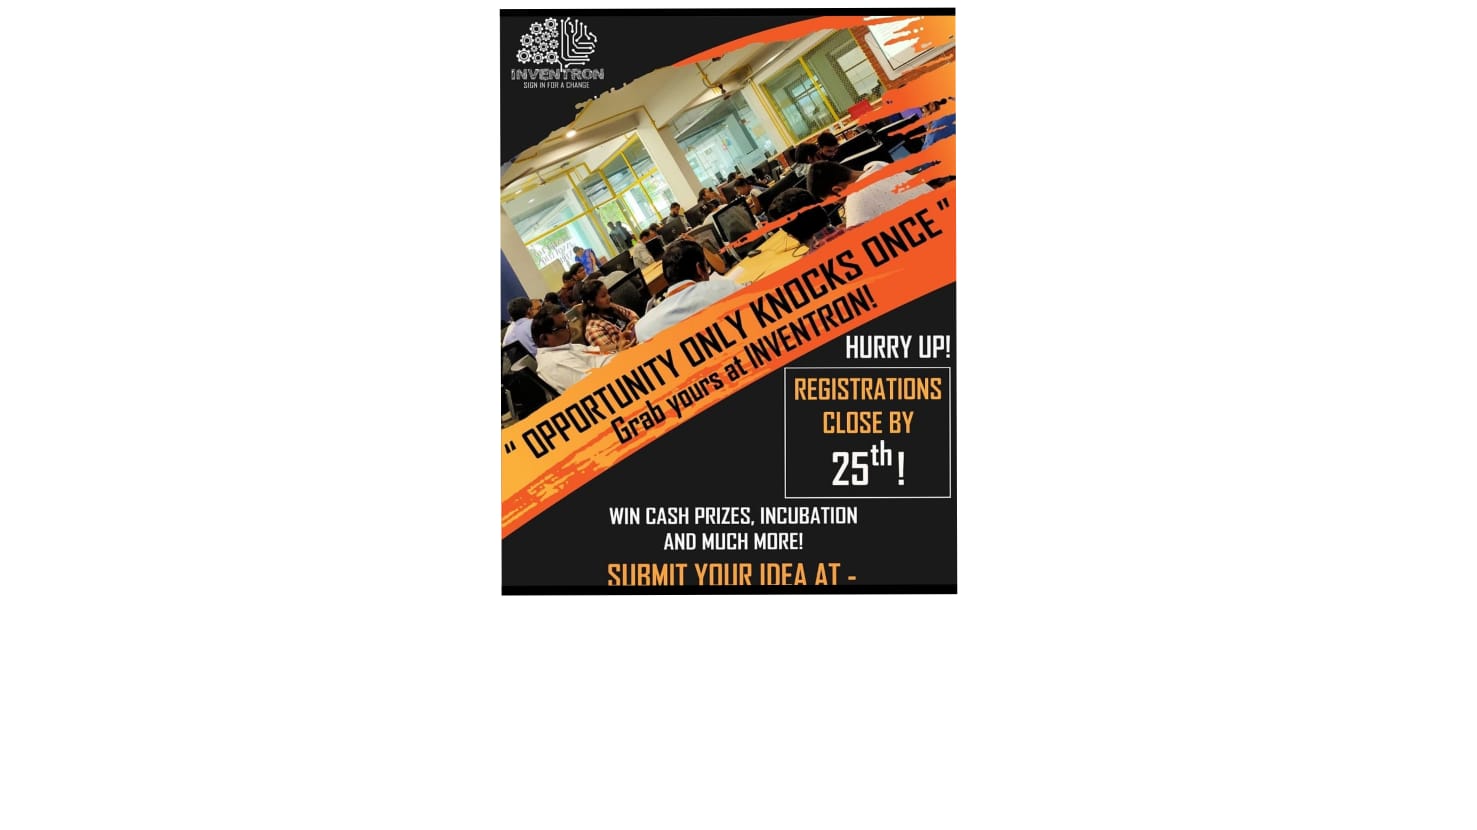 INVENTRON
SIGN IN FOR A CHANGE
" OPPORTUNITY ONLY KNOCKS ONCE "
Grab yours at INVENTRON!
HURRY UP!
REGISTRATIONS
CLOSE BY
25th!
WIN CASH PRIZES, INCUBATION
AND MUCH MORE!
SUBMIT YOUR IDEA AT -